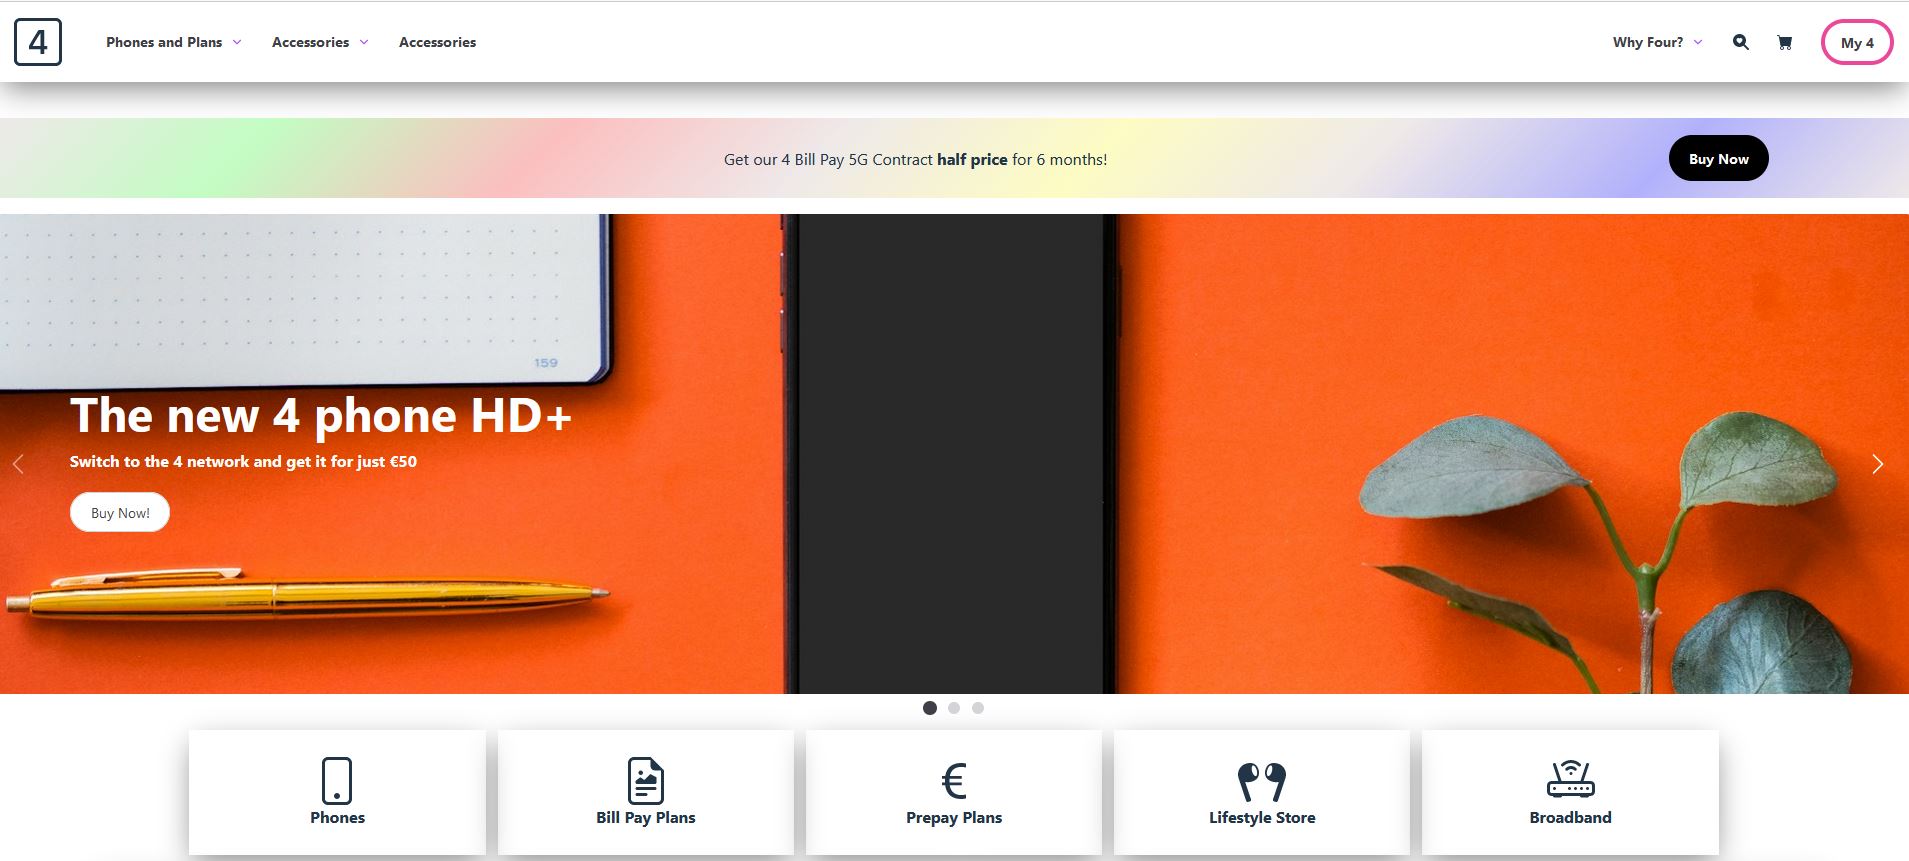 4
Phones and Plans
Accessories
Accessories
Why Four?
My 4
Get our 4 Bill Pay 5G Contract half price for 6 months!
Buy Now
159
The new 4 phone HD+
Switch to the 4 network and get it for just €50
Buy Now!
€
Phones
Bill Pay Plans
Prepay Plans
Lifestyle Store
Broadband